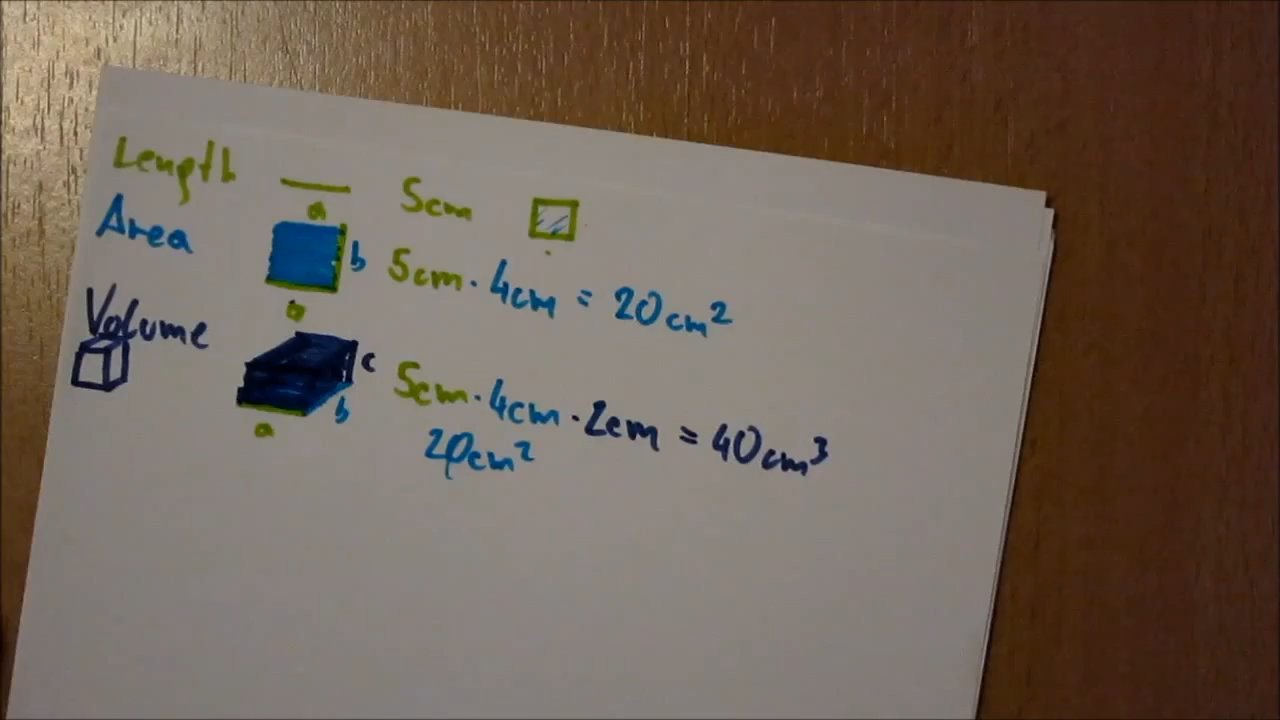 Length a 5cm
Area a b 5cm · 4cm = 20cm²
Volume a b c 5cm · 4cm · 2cm = 40cm³
20cm²